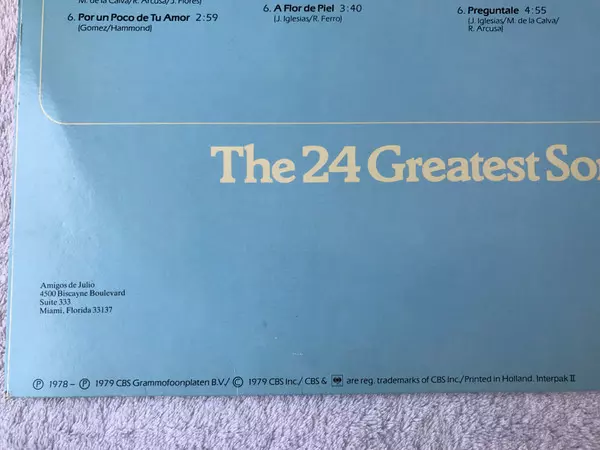 M. de la Calva/R. Arcusa/J. Flores)
6. Por un Poco de Tu Amor 2:59
(Gomez/Hammond)
6. A Flor de Piel 3:40
(J. Iglesias/R. Ferro)
6. Preguntale 4:55
(J. Iglesias/M. de la Calva/
R. Arcusa)
The 24 Greatest So
Amigos de Julio
4500 Biscayne Boulevard
Suite 333
Miami, Florida 33137
Ⓟ 1978 – Ⓟ 1979 CBS Grammofoonplaten B.V./ © 1979 CBS Inc./ CBS & are reg. trademarks of CBS Inc./Printed in Holland. Interpak II